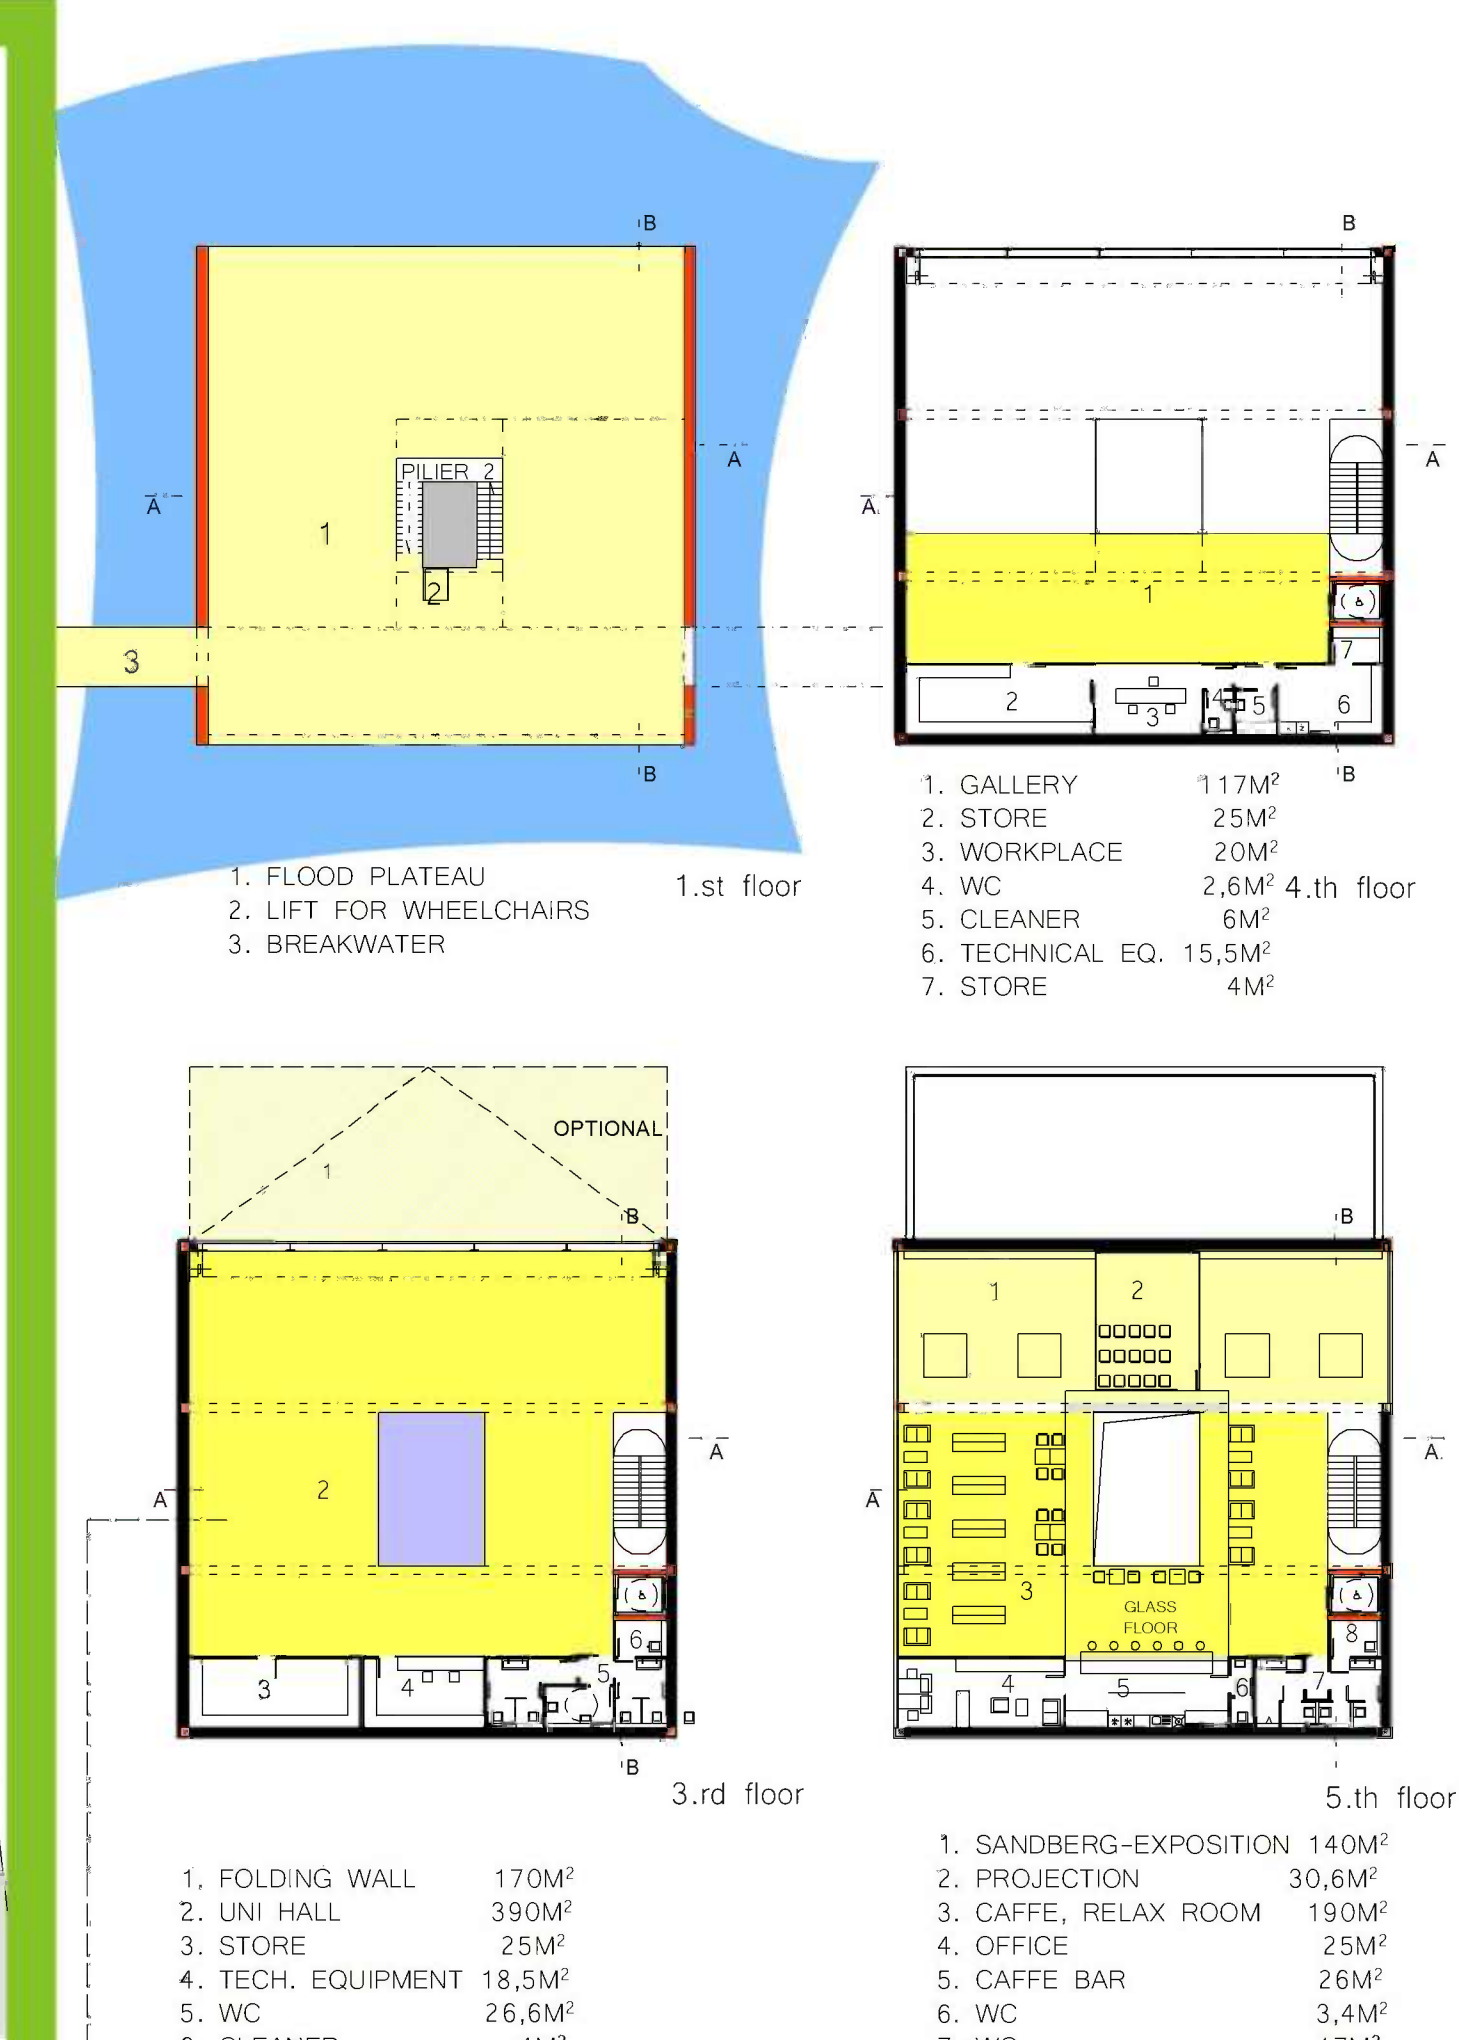 B
A
A
PILIER 2
1
2
3
B
1. FLOOD PLATEAU
2. LIFT FOR WHEELCHAIRS
3. BREAKWATER
1.st floor
B
A
A
1
2
3
4
5
6
7
B
1. GALLERY 117M²
2. STORE 25M²
3. WORKPLACE 20M²
4. WC 2,6M²
5. CLEANER 6M²
6. TECHNICAL EQ. 15,5M²
7. STORE 4M²
4.th floor
OPTIONAL
1
B
A
A
2
3
4
5
6
B
3.rd floor
1. FOLDING WALL 170M²
2. UNI HALL 390M²
3. STORE 25M²
4. TECH. EQUIPMENT 18,5M²
5. WC 26,6M²
B
1
2
A
A
3
GLASS
FLOOR
4
5
6
7
8
5.th floor
1. SANDBERG-EXPOSITION 140M²
2. PROJECTION 30,6M²
3. CAFFE, RELAX ROOM 190M²
4. OFFICE 25M²
5. CAFFE BAR 26M²
6. WC 3,4M²